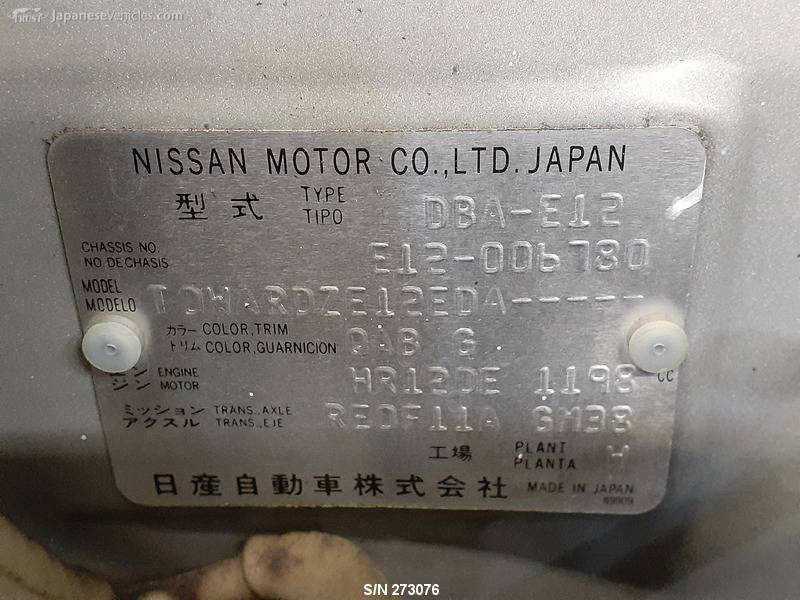 TRUST JapaneseVehicles.com
NISSAN MOTOR CO.,LTD. JAPAN
型式 TYPE TIPO DBA-E12
CHASSIS NO.
NO.DECHASIS E12-006780
MODEL
MODELO TDWARDZE12EDA-----
カラー COLOR,TRIM
トリム COLOR,GUARNICION QAB G
エンジン ENGINE MOTOR HR12DE 1198 CC
ミッション TRANS.,AXLE
アクスル TRANS.,EJE RE0F11A GM38
工場 PLANT PLANTA H
日産自動車株式会社 MADE IN JAPAN
S/N 273076